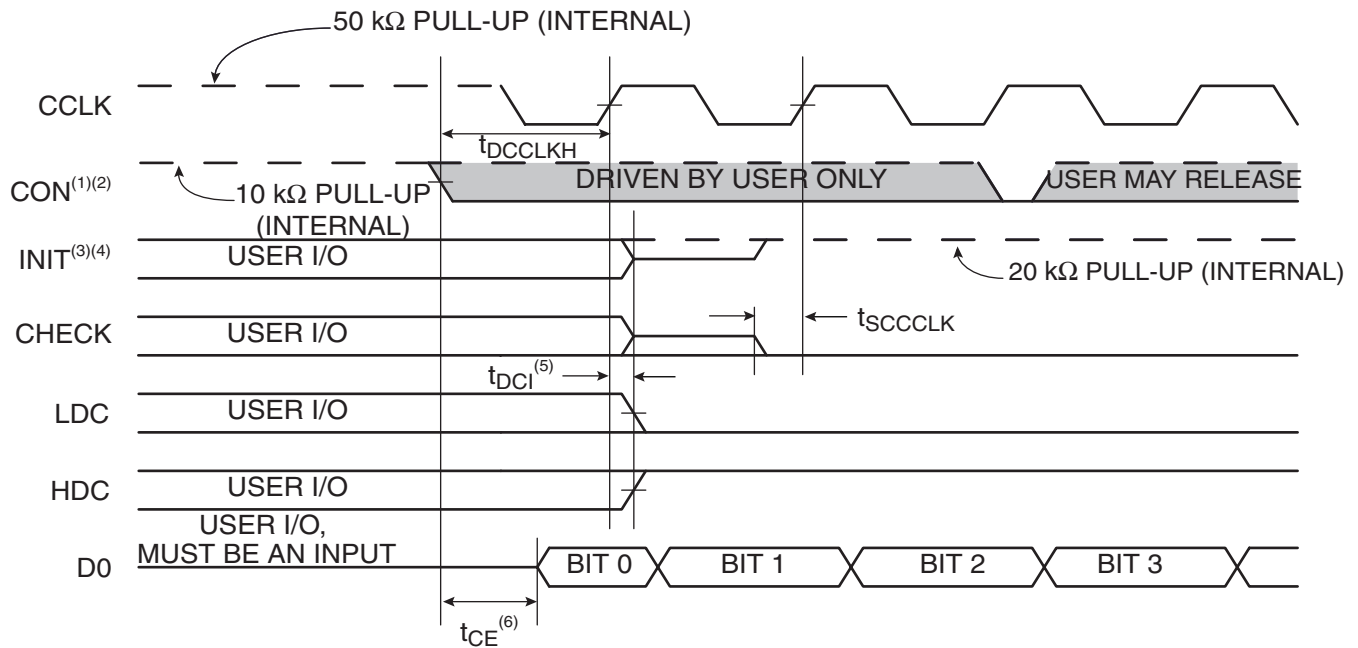 50 kΩ PULL-UP (INTERNAL)
CCLK
tDCCLKH
CON(1)(2)
DRIVEN BY USER ONLY
USER MAY RELEASE
10 kΩ PULL-UP
(INTERNAL)
INIT(3)(4)
USER I/O
20 kΩ PULL-UP (INTERNAL)
CHECK
USER I/O
tSCCCLK
tDCI(5)
LDC
USER I/O
HDC
USER I/O
USER I/O,
MUST BE AN INPUT
D0
BIT 0
BIT 1
BIT 2
BIT 3
tCE(6)